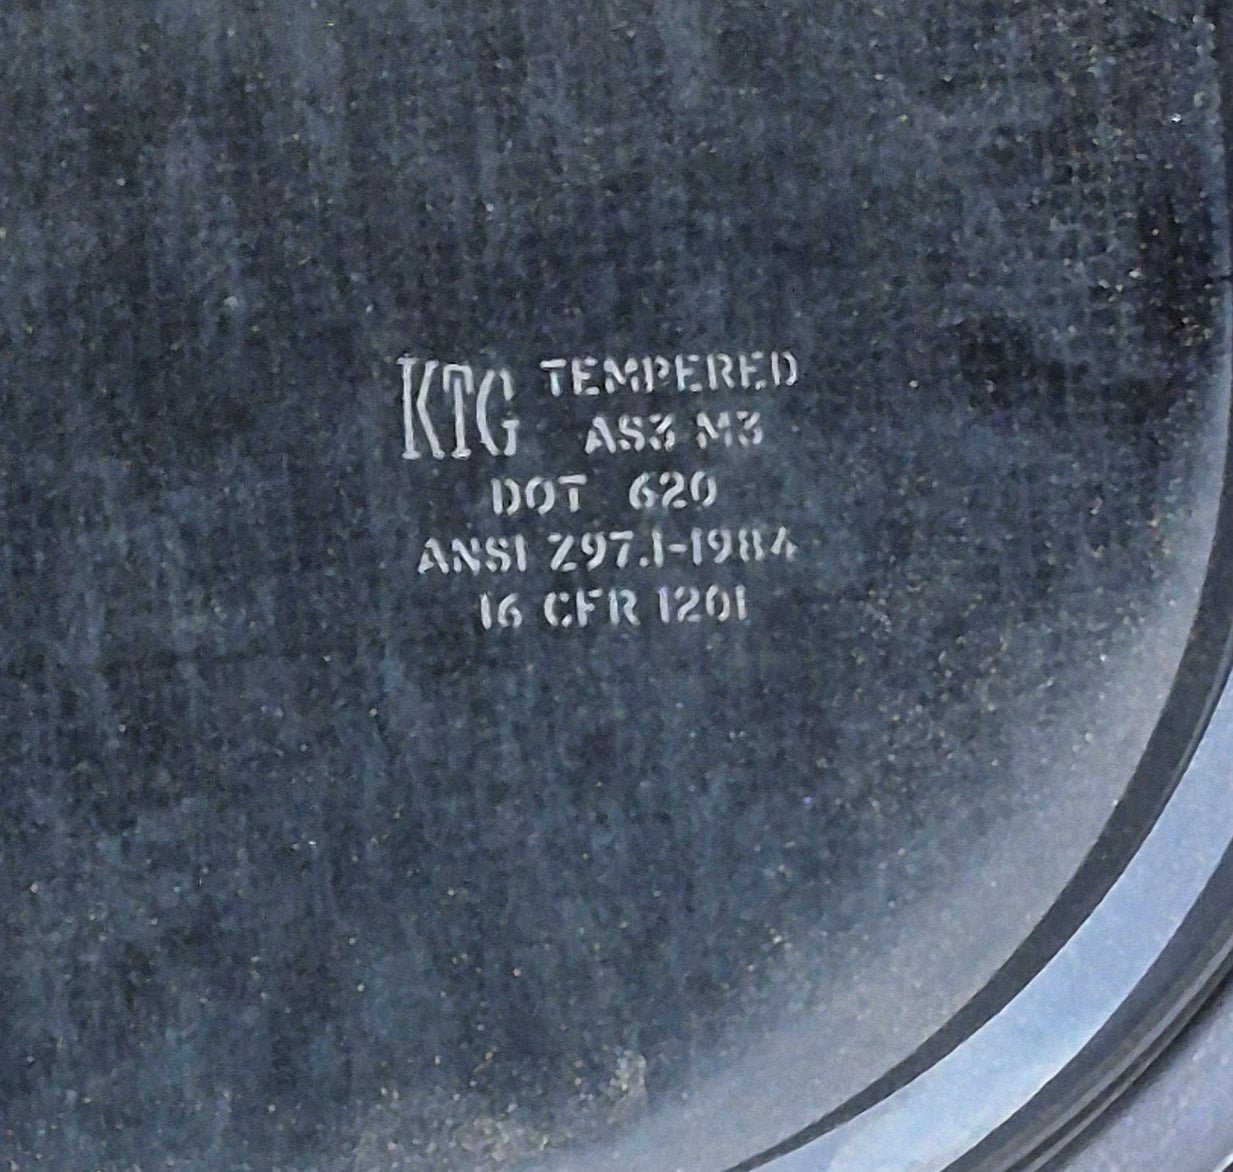 KTG TEMPERED
AS3 M3
DOT 620
ANSI Z97.1-1984
16 CFR 1201